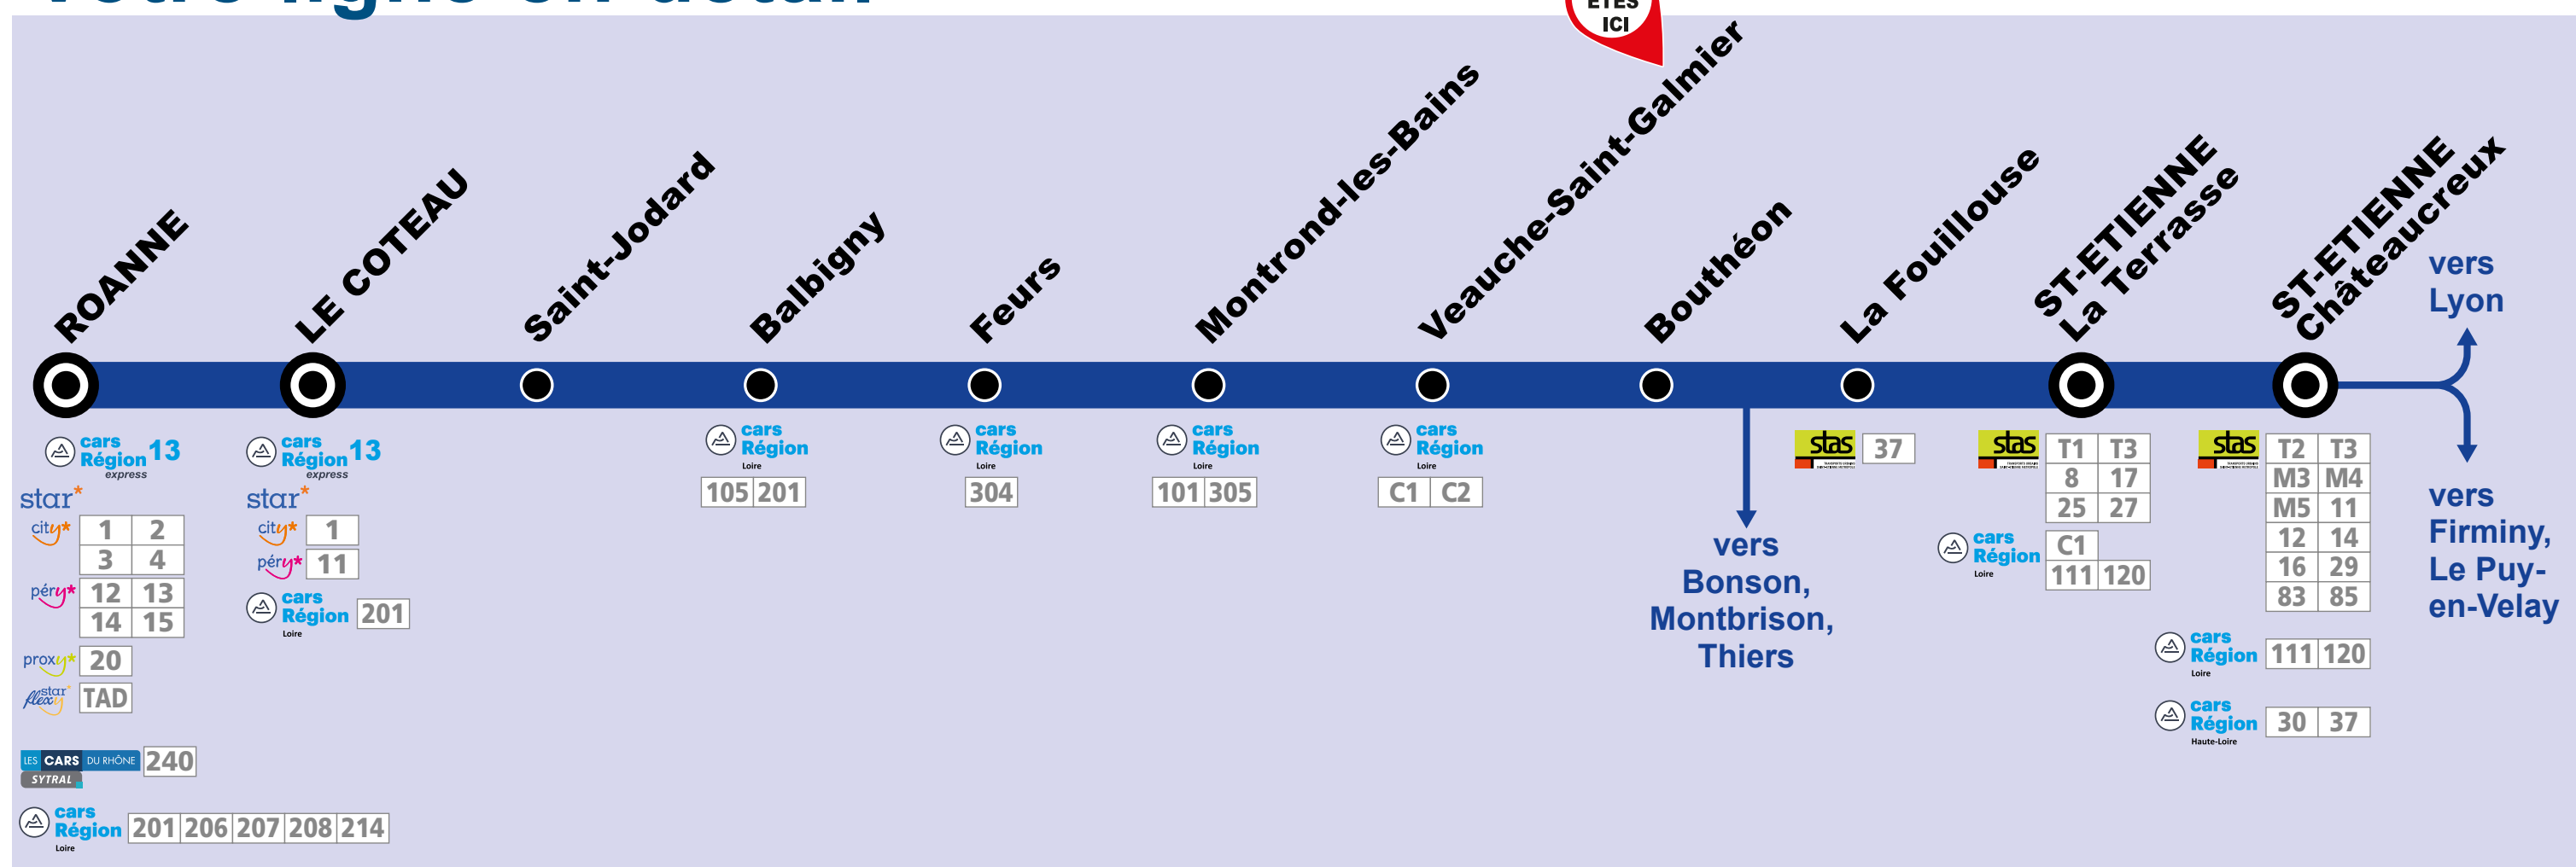 Votre ligne en détail
ÊTES
ICI
ROANNE
LE COTEAU
Saint-Jodard
Balbigny
Feurs
Montrond-les-Bains
Veauche-Saint-Galmier
Bouthéon
La Fouillouse
ST-ETIENNE
La Terrasse
ST-ETIENNE
Châteaucreux
vers
Lyon
vers
Firminy,
Le Puy-
en-Velay
vers
Bonson,
Montbrison,
Thiers
cars
Région 13
express
star*
city* 1 2
3 4
péry* 12 13
14 15
proxy* 20
star*
flexy TAD
LES CARS DU RHÔNE 240
SYTRAL
cars
Région 201 206 207 208 214
Loire
cars
Région 13
express
star*
city* 1
péry* 11
cars
Région 201
Loire
cars
Région
Loire
105 201
cars
Région
Loire
304
cars
Région
Loire
101 305
cars
Région
Loire
C1 C2
stas 37
stas T1 T3
8 17
25 27
cars
Région
Loire
C1
111 120
stas T2 T3
M3 M4
M5 11
12 14
16 29
83 85
cars
Région 111 120
Loire
cars
Région 30 37
Haute-Loire